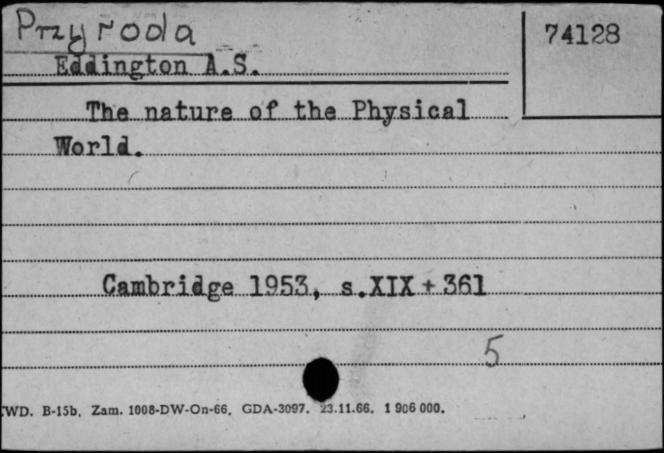 Przyroda
74128
Eddington A.S.
The nature of the Physical
World.
Cambridge 1953, s.XIX + 361
5
WD. B-15b. Zam. 1008-DW-On-66. GDA-3097. 23.11.66. 1 906 000.